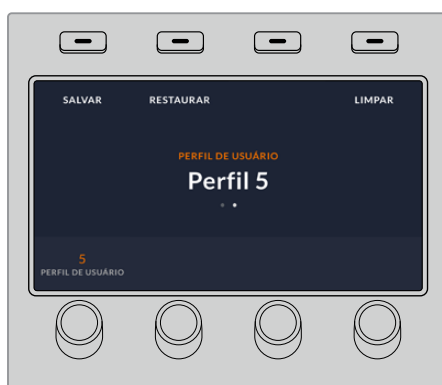 SALVAR RESTAURAR LIMPAR
PERFIL DE USUÁRIO
Perfil 5
5
PERFIL DE USUÁRIO